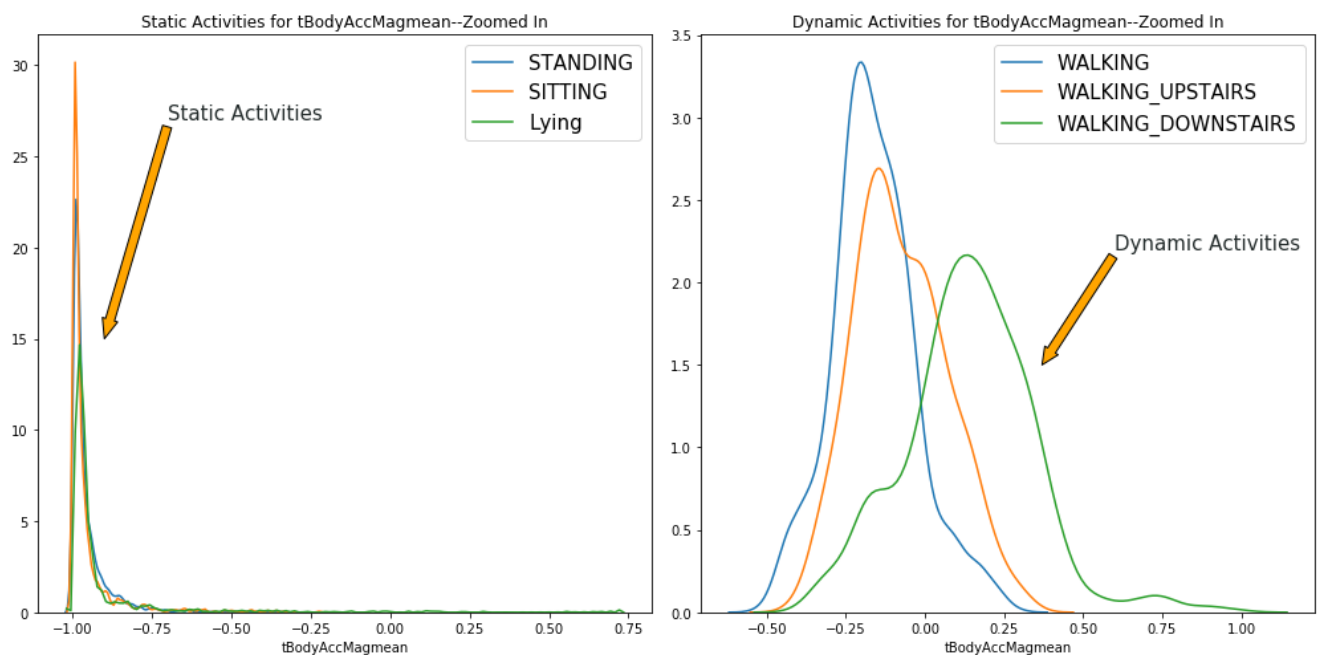 Static Activities for tBodyAccMagmean--Zoomed In
30
25
20
15
10
5
0
STANDING
SITTING
Lying
Static Activities
−1.00 −0.75 −0.50 −0.25 0.00 0.25 0.50 0.75
tBodyAccMagmean
Dynamic Activities for tBodyAccMagmean--Zoomed In
3.5
3.0
2.5
2.0
1.5
1.0
0.5
0.0
WALKING
WALKING_UPSTAIRS
WALKING_DOWNSTAIRS
Dynamic Activities
−0.50 −0.25 0.00 0.25 0.50 0.75 1.00
tBodyAccMagmean